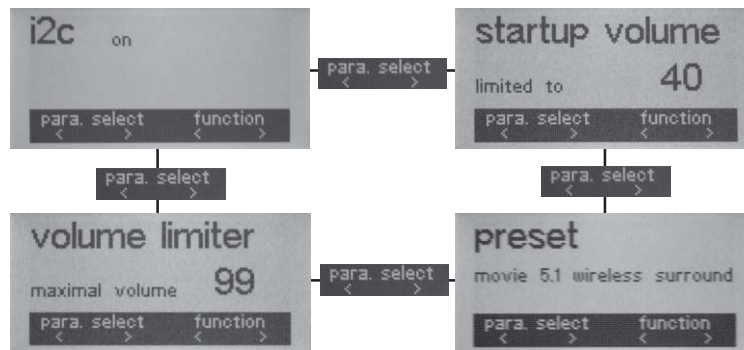 i2c on
para. select function
< > < >
para. select
< >
startup volume
limited to 40
para. select function
< > < >
para. select
< >
para. select
< >
volume limiter
maximal volume 99
para. select function
< > < >
para. select
< >
preset
movie 5.1 wireless surround
para. select function
< > < >